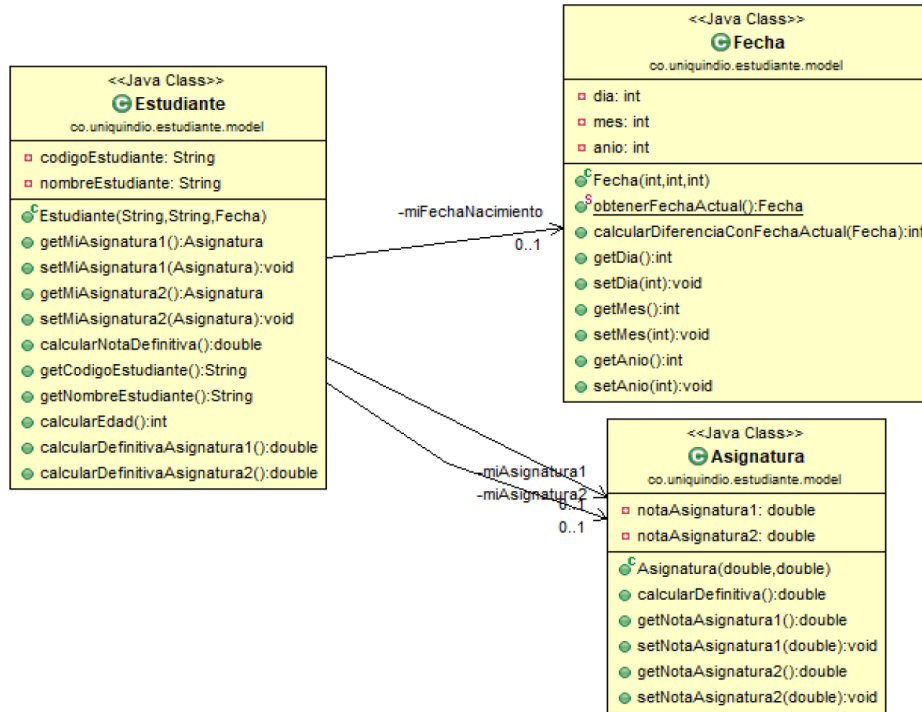 <<Java Class>>
Estudiante
co.uniquindio.estudiante.model
codigoEstudiante: String
nombreEstudiante: String
Estudiante(String,String,Fecha)
getMiAsignatura1():Asignatura
setMiAsignatura1(Asignatura):void
getMiAsignatura2():Asignatura
setMiAsignatura2(Asignatura):void
calcularNotaDefinitiva():double
getCodigoEstudiante():String
getNombreEstudiante():String
calcularEdad():int
calcularDefinitivaAsignatura1():double
calcularDefinitivaAsignatura2():double
-miFechaNacimiento
0..1
<<Java Class>>
Fecha
co.uniquindio.estudiante.model
dia: int
mes: int
anio: int
Fecha(int,int,int)
obtenerFechaActual():Fecha
calcularDiferenciaConFechaActual(Fecha):int
getDia():int
setDia(int):void
getMes():int
setMes(int):void
getAnio():int
setAnio(int):void
-miAsignatura1
-miAsignatura2
0..1
0..1
<<Java Class>>
Asignatura
co.uniquindio.estudiante.model
notaAsignatura1: double
notaAsignatura2: double
Asignatura(double,double)
calcularDefinitiva():double
getNotaAsignatura1():double
setNotaAsignatura1(double):void
getNotaAsignatura2():double
setNotaAsignatura2(double):void